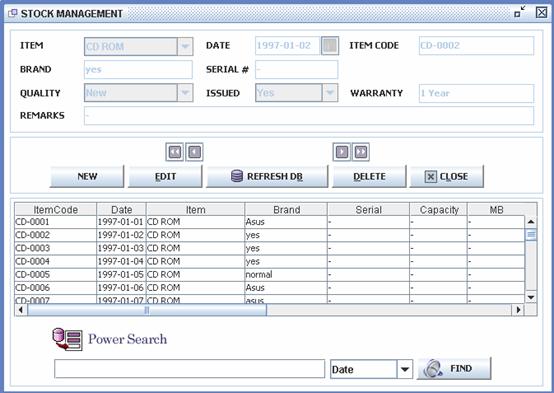 STOCK MANAGEMENT
ITEM CD ROM DATE 1997-01-02 ITEM CODE CD-0002
BRAND yes SERIAL # -
QUALITY New ISSUED Yes WARRANTY 1 Year
REMARKS -
NEW EDIT REFRESH DB DELETE CLOSE
ItemCode Date Item Brand Serial Capacity MB
CD-0001 1997-01-01 CD ROM Asus - - -
CD-0002 1997-01-02 CD ROM yes - - -
CD-0003 1997-01-03 CD ROM yes - - -
CD-0004 1997-01-04 CD ROM yes - - -
CD-0005 1997-01-05 CD ROM normal - - -
CD-0006 1997-01-06 CD ROM Asus - - -
CD-0007 1997-01-07 CD ROM asus - - -
Power Search
Date FIND